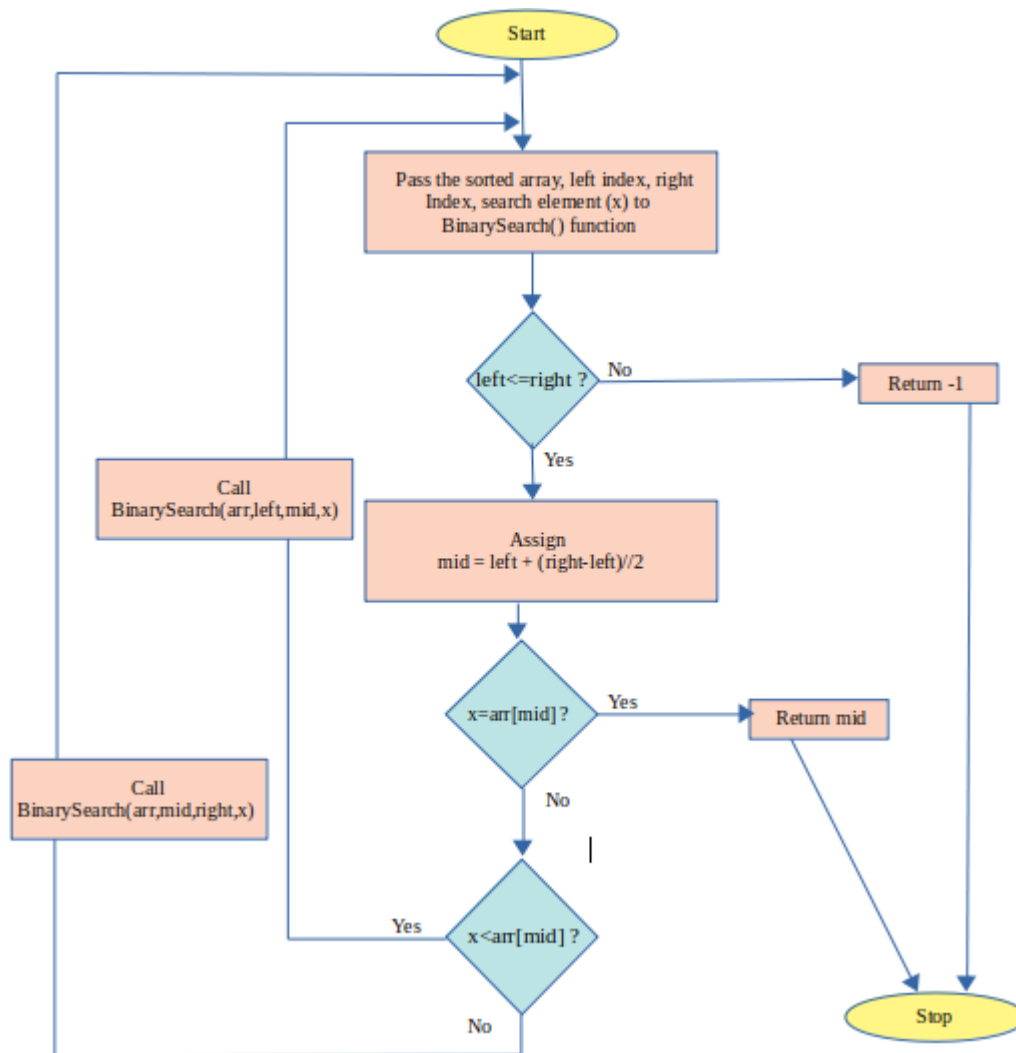 Start
Pass the sorted array, left index, right
Index, search element (x) to
BinarySearch() function
left<=right ?
No
Return -1
Yes
Call
BinarySearch(arr,left,mid,x)
Assign
mid = left + (right-left)//2
x=arr[mid] ?
Yes
Return mid
No
Call
BinarySearch(arr,mid,right,x)
x<arr[mid] ?
Yes
No
Stop